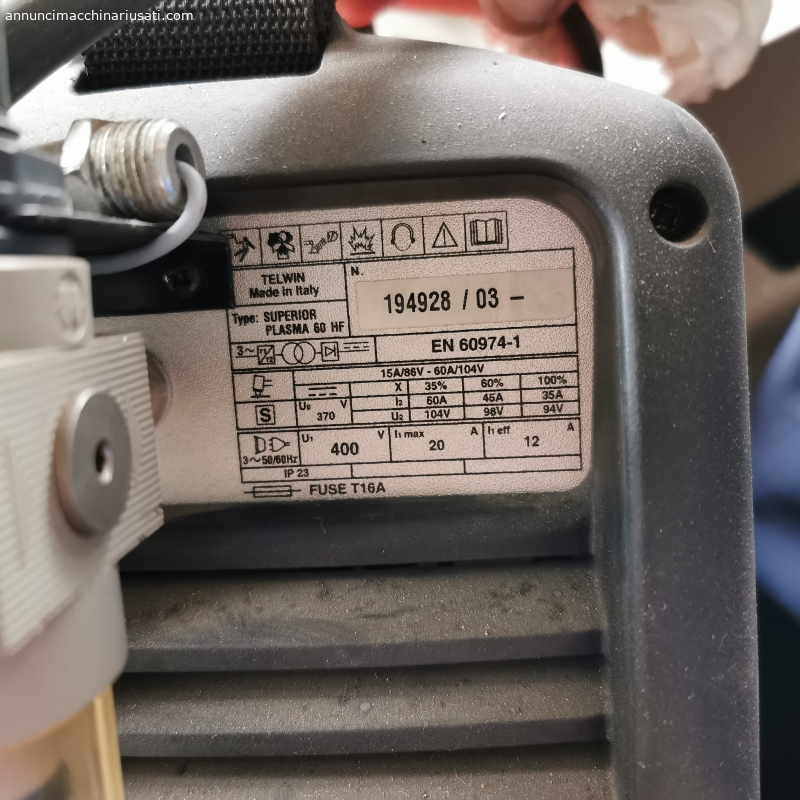 annuncimacchinariusati.com
TELWIN
Made in Italy
N.
194928 / 03 -
Type: SUPERIOR
PLASMA 60 HF
3~
EN 60974-1
15A/86V - 60A/104V
X 35% 60% 100%
U₀ V 370
I₂ 60A 45A 35A
S
U₂ 104V 98V 94V
3~50/60Hz
U₁ V 400
I₁ max A 20
I₁ eff A 12
IP 23
FUSE T16A